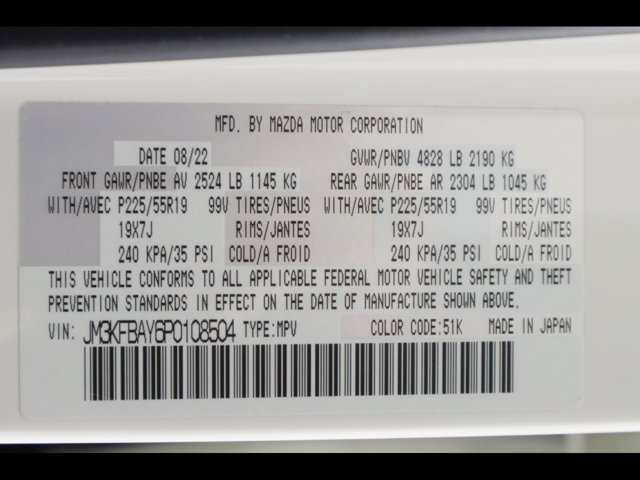 MFD. BY MAZDA MOTOR CORPORATION
DATE 08/22 GVWR/PNBV 4828 LB 2190 KG
FRONT GAWR/PNBE AV 2524 LB 1145 KG REAR GAWR/PNBE AR 2304 LB 1045 KG
WITH/AVEC P225/55R19 99V TIRES/PNEUS WITH/AVEC P225/55R19 99V TIRES/PNEUS
19X7J RIMS/JANTES 19X7J RIMS/JANTES
240 KPA/35 PSI COLD/A FROID 240 KPA/35 PSI COLD/A FROID
THIS VEHICLE CONFORMS TO ALL APPLICABLE FEDERAL MOTOR VEHICLE SAFETY AND THEFT
PREVENTION STANDARDS IN EFFECT ON THE DATE OF MANUFACTURE SHOWN ABOVE.
VIN: JM3KFBAY6P0108504 TYPE:MPV COLOR CODE:51K MADE IN JAPAN